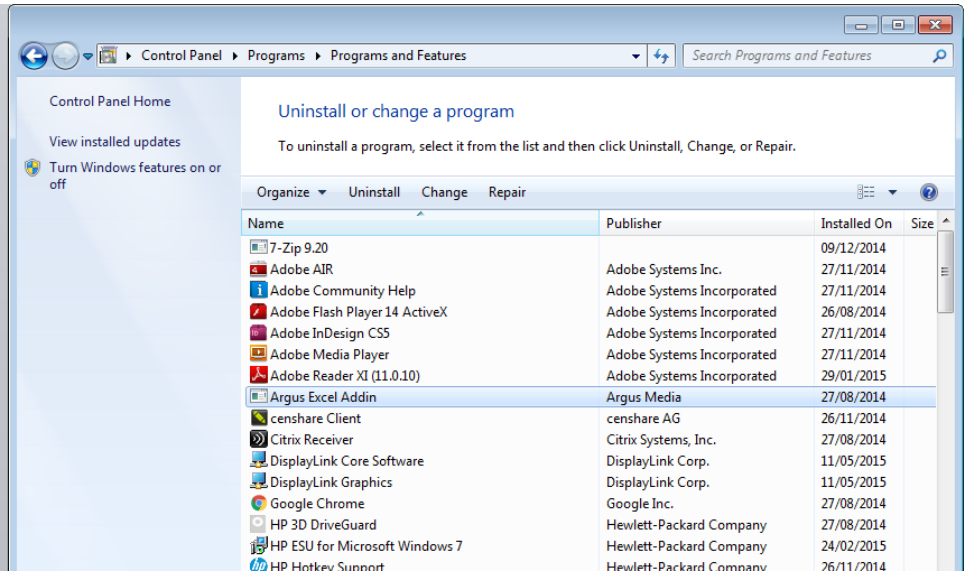 Control Panel ▸ Programs ▸ Programs and Features
Search Programs and Features
Control Panel Home
View installed updates
Turn Windows features on or
off
Uninstall or change a program
To uninstall a program, select it from the list and then click Uninstall, Change, or Repair.
Organize Uninstall Change Repair
Name Publisher Installed On Size
7-Zip 9.20 09/12/2014
Adobe AIR Adobe Systems Inc. 27/11/2014
Adobe Community Help Adobe Systems Incorporated 27/11/2014
Adobe Flash Player 14 ActiveX Adobe Systems Incorporated 26/08/2014
Adobe InDesign CS5 Adobe Systems Incorporated 27/11/2014
Adobe Media Player Adobe Systems Incorporated 27/11/2014
Adobe Reader XI (11.0.10) Adobe Systems Incorporated 29/01/2015
Argus Excel Addin Argus Media 27/08/2014
censhare Client censhare AG 26/11/2014
Citrix Receiver Citrix Systems, Inc. 27/08/2014
DisplayLink Core Software DisplayLink Corp. 11/05/2015
DisplayLink Graphics DisplayLink Corp. 11/05/2015
Google Chrome Google Inc. 27/08/2014
HP 3D DriveGuard Hewlett-Packard Company 27/08/2014
HP ESU for Microsoft Windows 7 Hewlett-Packard Company 24/02/2015
HP Hotkey Support Hewlett-Packard Company 26/11/2014